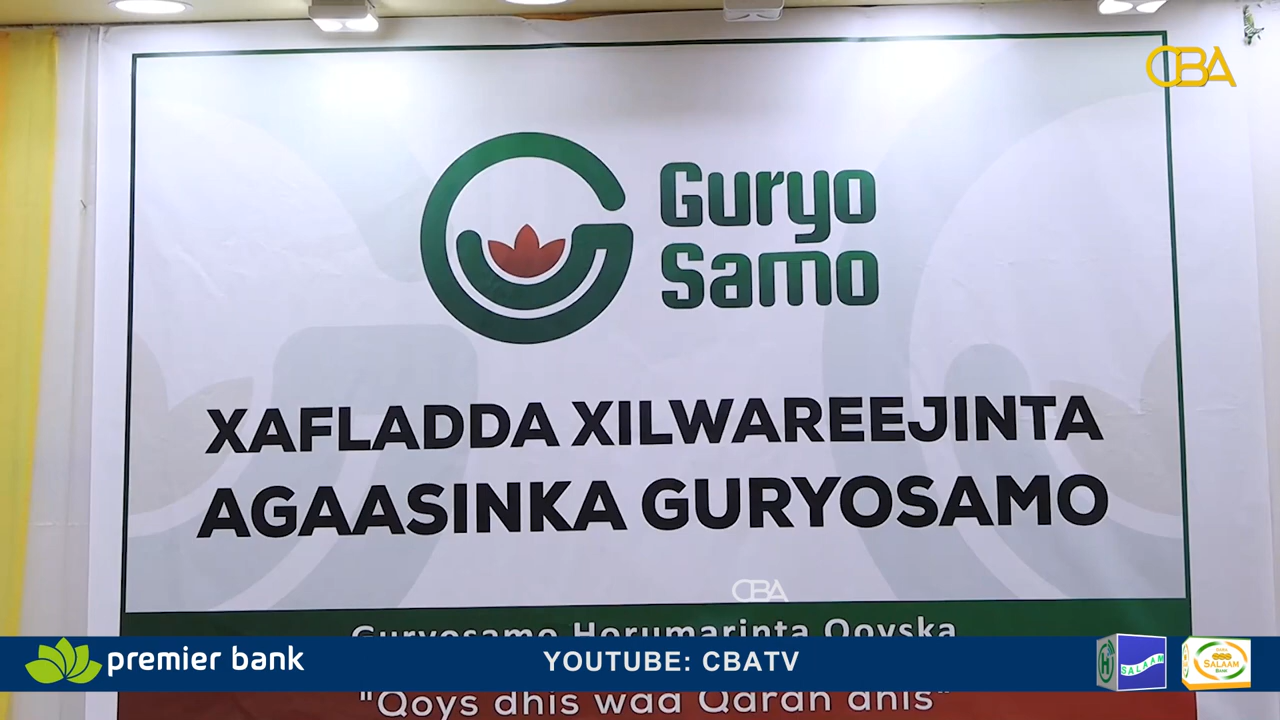 CBA
Guryo
Samo
XAFLADDA XILWAREEJINTA
AGAASINKA GURYOSAMO
CBA
Guryosamo Horumarinta Qoyska
premier bank
YOUTUBE: CBATV
SALAAM
SALAAM
BANK
"Qoys dhis waa Qaran dhis"